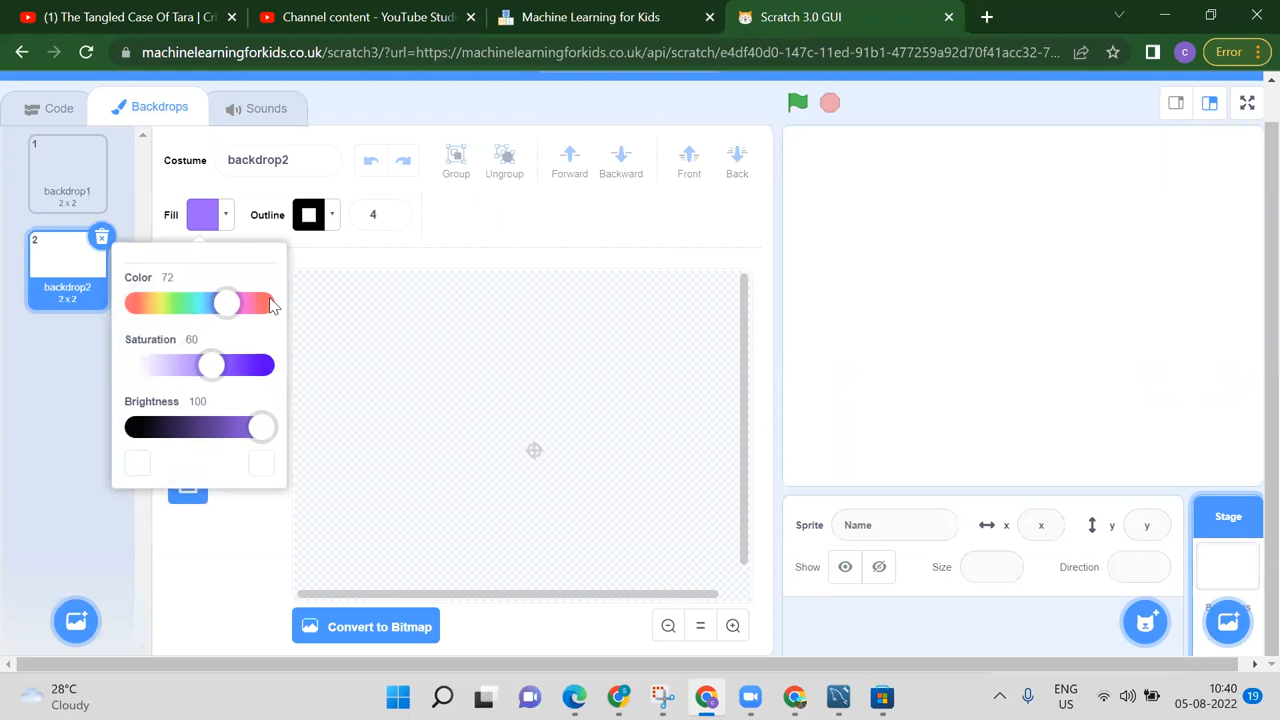 The Tangled Case Of Tara | Cri
Channel content - YouTube Studi
Machine Learning for Kids
Scratch 3.0 GUI
machinelearningforkids.co.uk/scratch3/?url=https://machinelearningforkids.co.uk/api/scratch/e4df40d0-147c-11ed-91b1-477259a92d70f41acc32-7...
c
Error
Code
Backdrops
Sounds
1
backdrop1
2 x 2
2
backdrop2
2 x 2
Costume
backdrop2
Group
Ungroup
Forward
Backward
Front
Back
Fill
Outline
4
Color 72
Saturation 60
Brightness 100
Convert to Bitmap
Sprite
Name
x
x
y
y
Show
Size
Direction
Stage
28°C
Cloudy
ENG
US
10:40
05-08-2022
19